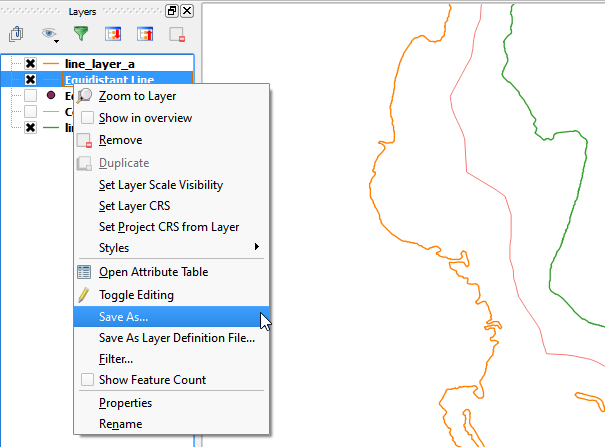 Layers
line_layer_a
Equidistant Line
Zoom to Layer
Show in overview
Remove
Duplicate
Set Layer Scale Visibility
Set Layer CRS
Set Project CRS from Layer
Styles
Open Attribute Table
Toggle Editing
Save As...
Save As Layer Definition File...
Filter...
Show Feature Count
Properties
Rename